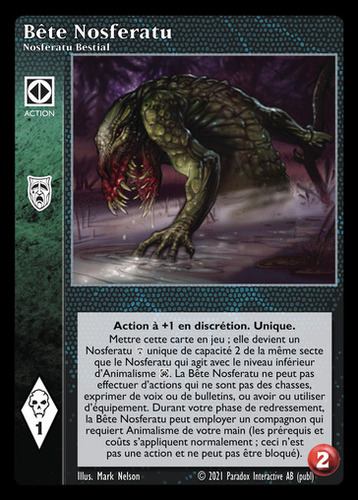 Bête Nosferatu
Nosferatu Bestial
ACTION
Action à +1 en discrétion. Unique.
Mettre cette carte en jeu ; elle devient un
Nosferatu unique de capacité 2 de la même secte
que le Nosferatu qui agit avec le niveau inférieur
d'Animalisme. La Bête Nosferatu ne peut pas
effectuer d'actions qui ne sont pas des chasses,
exprimer de voix ou de bulletins, ou avoir ou utiliser
d'équipement. Durant votre phase de redressement,
la Bête Nosferatu peut employer un compagnon qui
requiert Animalisme de votre main (les prérequis et
coûts s'appliquent normalement ; ceci n'est
pas une action et ne peut pas être bloqué).
1
2
Illus. Mark Nelson
© 2021 Paradox Interactive AB (publ)